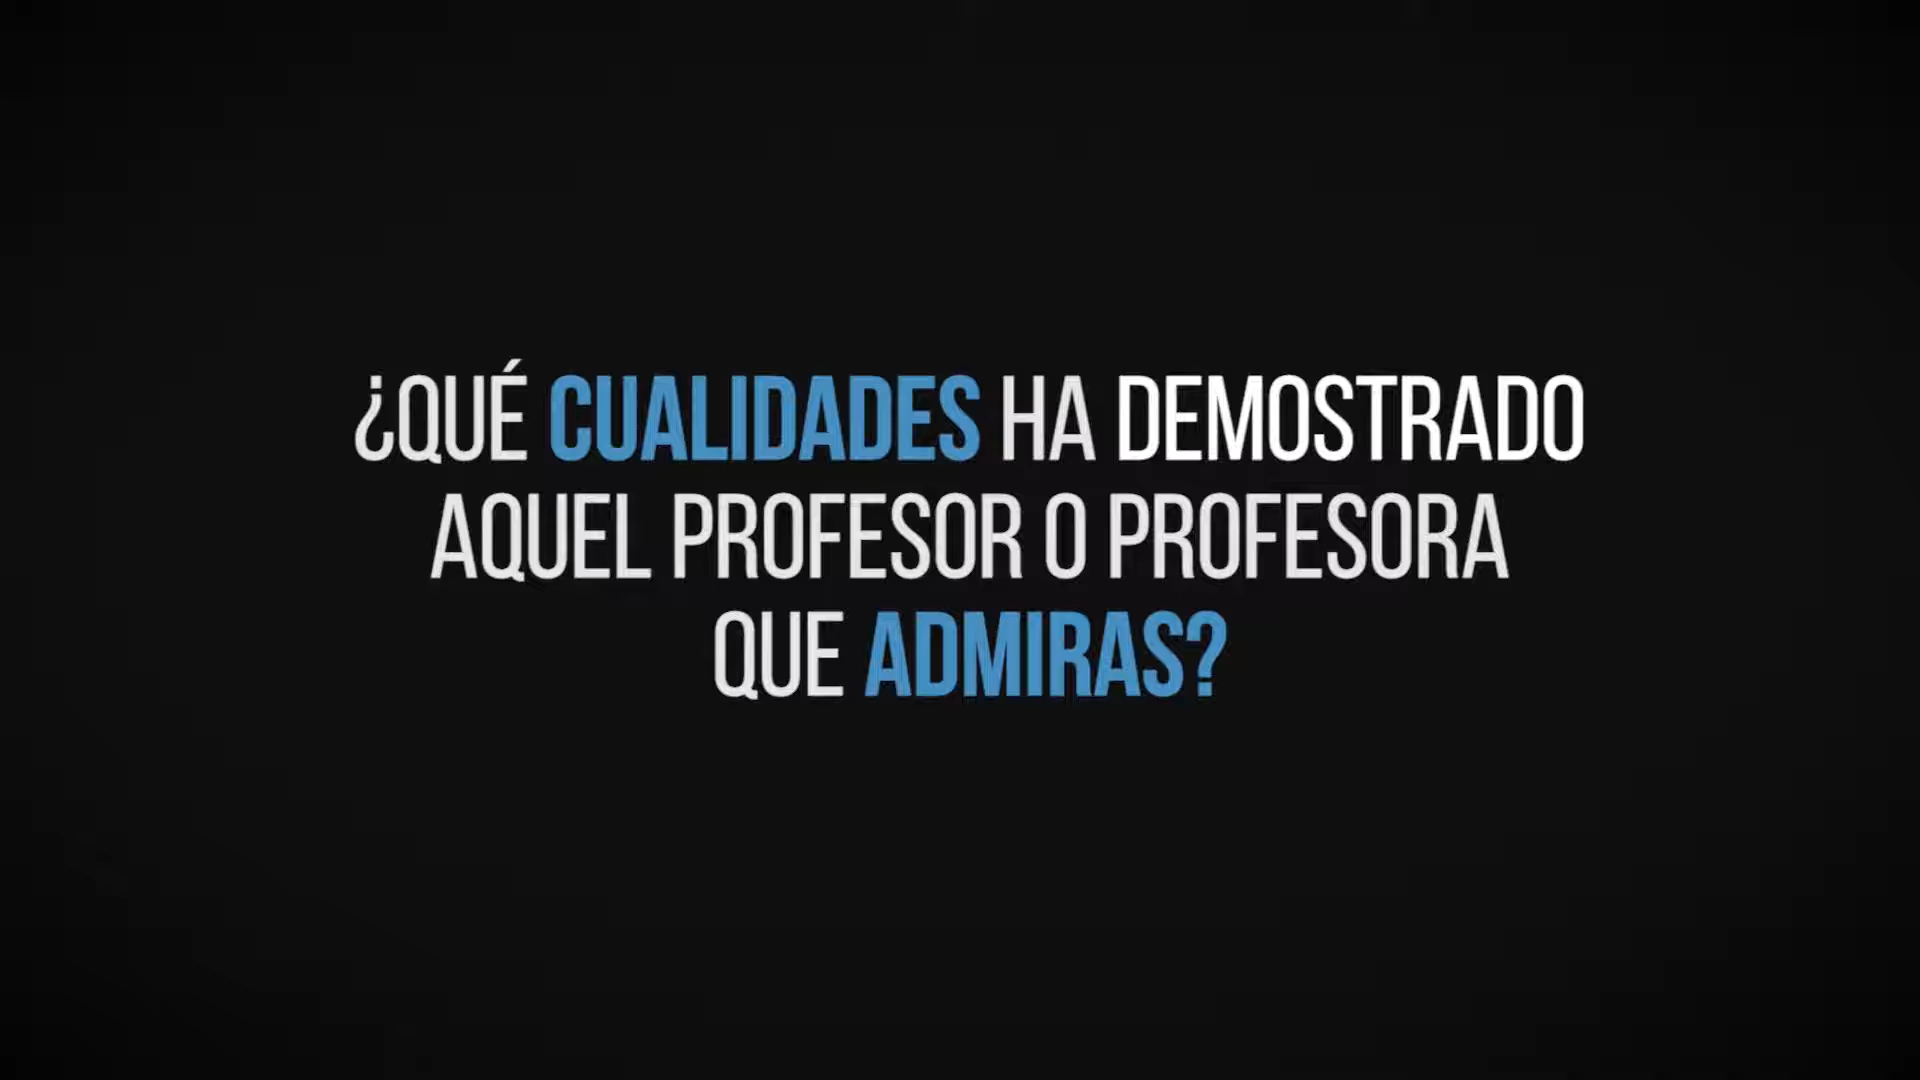 ¿QUÉ CUALIDADES HA DEMOSTRADO
AQUEL PROFESOR O PROFESORA
QUE ADMIRAS?